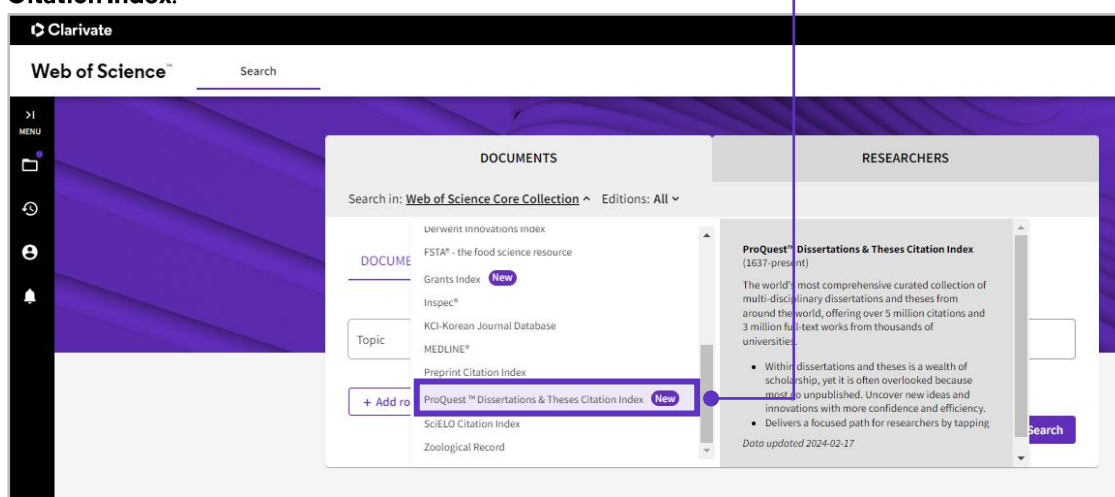 Citation Index.
Clarivate
Web of Science™
Search
MENU
DOCUMENTS
RESEARCHERS
Search in: Web of Science Core Collection Editions: All
Derwent Innovations Index
FSTA® - the food science resource
DOCUME
Grants Index New
Inspec®
KCI-Korean Journal Database
Topic
MEDLINE®
Preprint Citation Index
+ Add ro
ProQuest ™ Dissertations & Theses Citation Index New
SciELO Citation Index
Zoological Record
ProQuest™ Dissertations & Theses Citation Index
(1637-present)
The world's most comprehensive curated collection of
multi-disciplinary dissertations and theses from
around the world, offering over 5 million citations and
3 million full-text works from thousands of
universities.
• Within dissertations and theses is a wealth of
scholarship, yet it is often overlooked because
most go unpublished. Uncover new ideas and
innovations with more confidence and efficiency.
• Delivers a focused path for researchers by tapping
Data updated 2024-02-17
Search